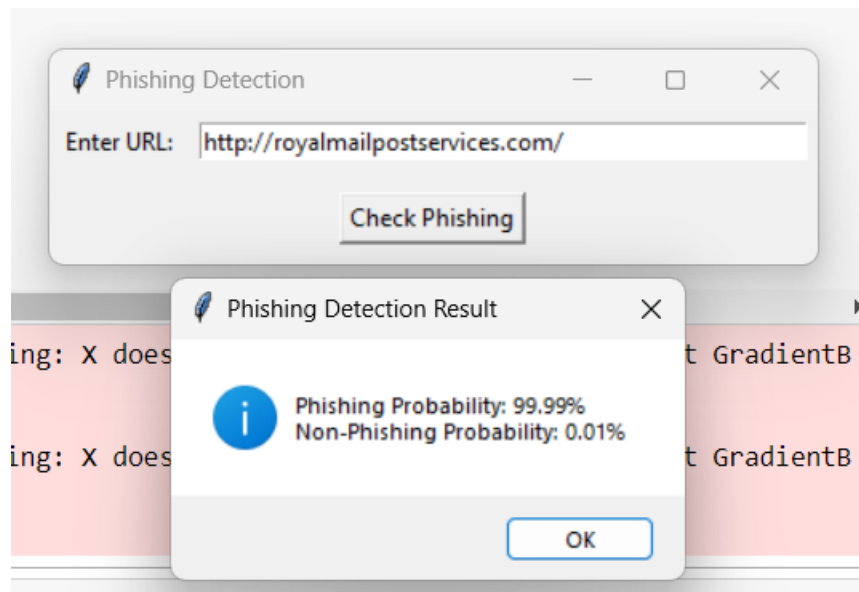 Phishing Detection
Enter URL: http://royalmailpostservices.com/
Check Phishing
Phishing Detection Result
ing: X does t GradientB
Phishing Probability: 99.99%
Non-Phishing Probability: 0.01%
ing: X does t GradientB
OK